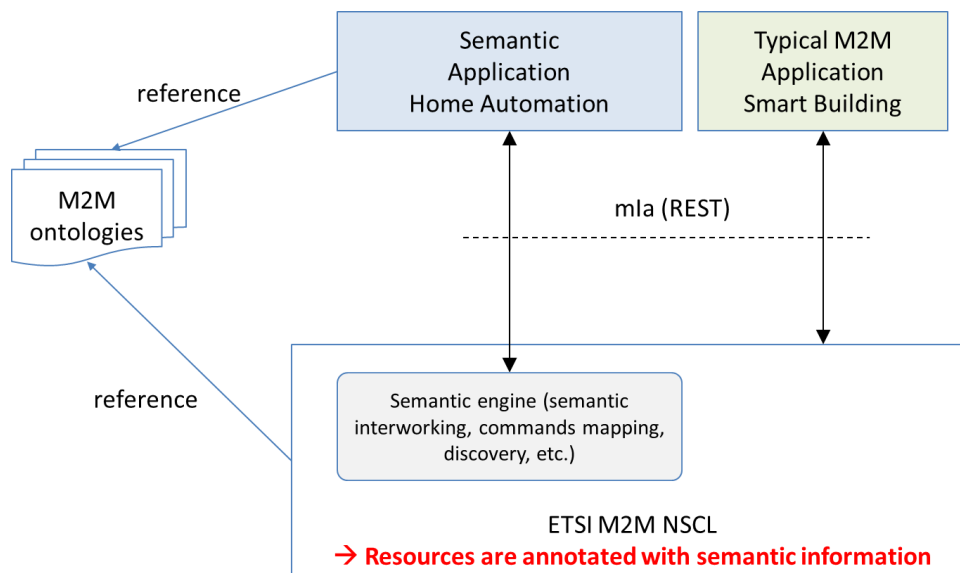 Semantic
Application
Home Automation
Typical M2M
Application
Smart Building
reference
M2M
ontologies
mIa (REST)
reference
Semantic engine (semantic
interworking, commands mapping,
discovery, etc.)
ETSI M2M NSCL
→ Resources are annotated with semantic information